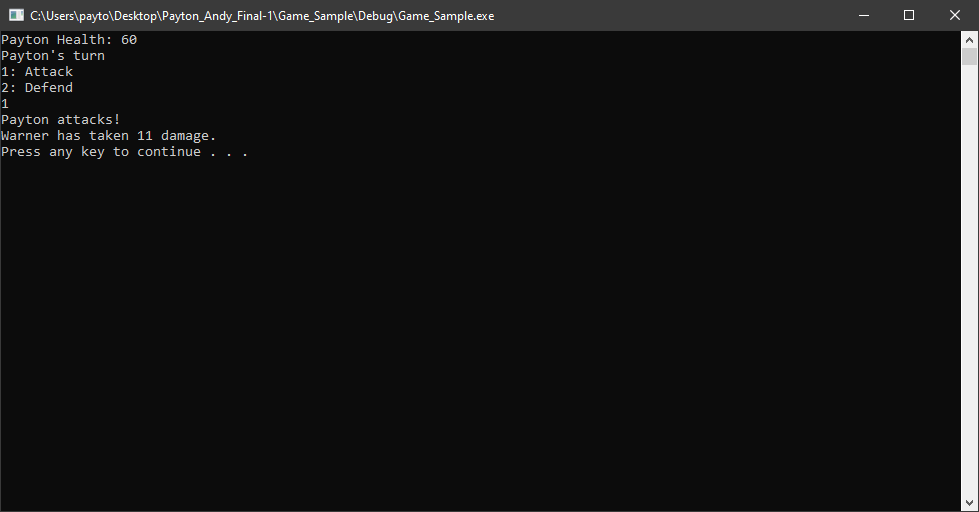 C:\Users\payto\Desktop\Payton_Andy_Final-1\Game_Sample\Debug\Game_Sample.exe
Payton Health: 60
Payton's turn
1: Attack
2: Defend
1
Payton attacks!
Warner has taken 11 damage.
Press any key to continue . . .